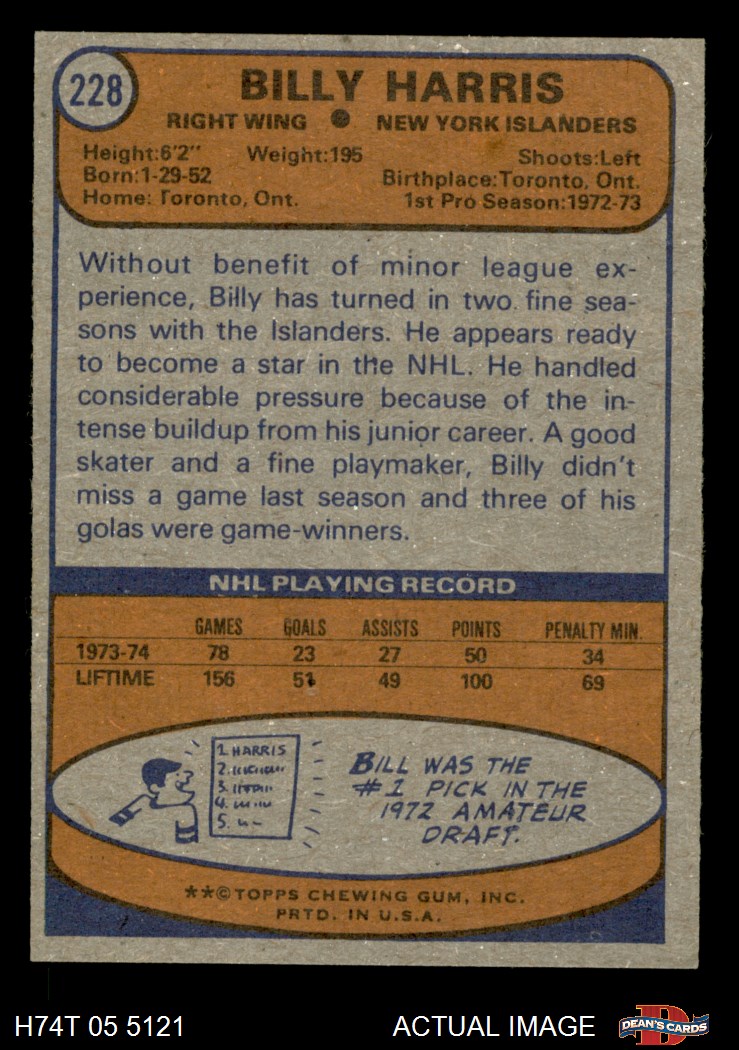 228
BILLY HARRIS
RIGHT WING ● NEW YORK ISLANDERS
Height:6'2" Weight:195 Shoots:Left
Born:1-29-52 Birthplace:Toronto, Ont.
Home: Toronto, Ont. 1st Pro Season:1972-73
Without benefit of minor league ex-
perience, Billy has turned in two fine sea-
sons with the Islanders. He appears ready
to become a star in the NHL. He handled
considerable pressure because of the in-
tense buildup from his junior career. A good
skater and a fine playmaker, Billy didn't
miss a game last season and three of his
golas were game-winners.
NHL PLAYING RECORD
GAMES GOALS ASSISTS POINTS PENALTY MIN.
1973-74 78 23 27 50 34
LIFTIME 156 51 49 100 69
1. HARRIS
2.
3.
4.
5.
BILL WAS THE
#1 PICK IN THE
1972 AMATEUR
DRAFT.
**©TOPPS CHEWING GUM, INC.
PRTD. IN U.S.A.
H74T 05 5121 ACTUAL IMAGE
D
DEAN'S CARDS